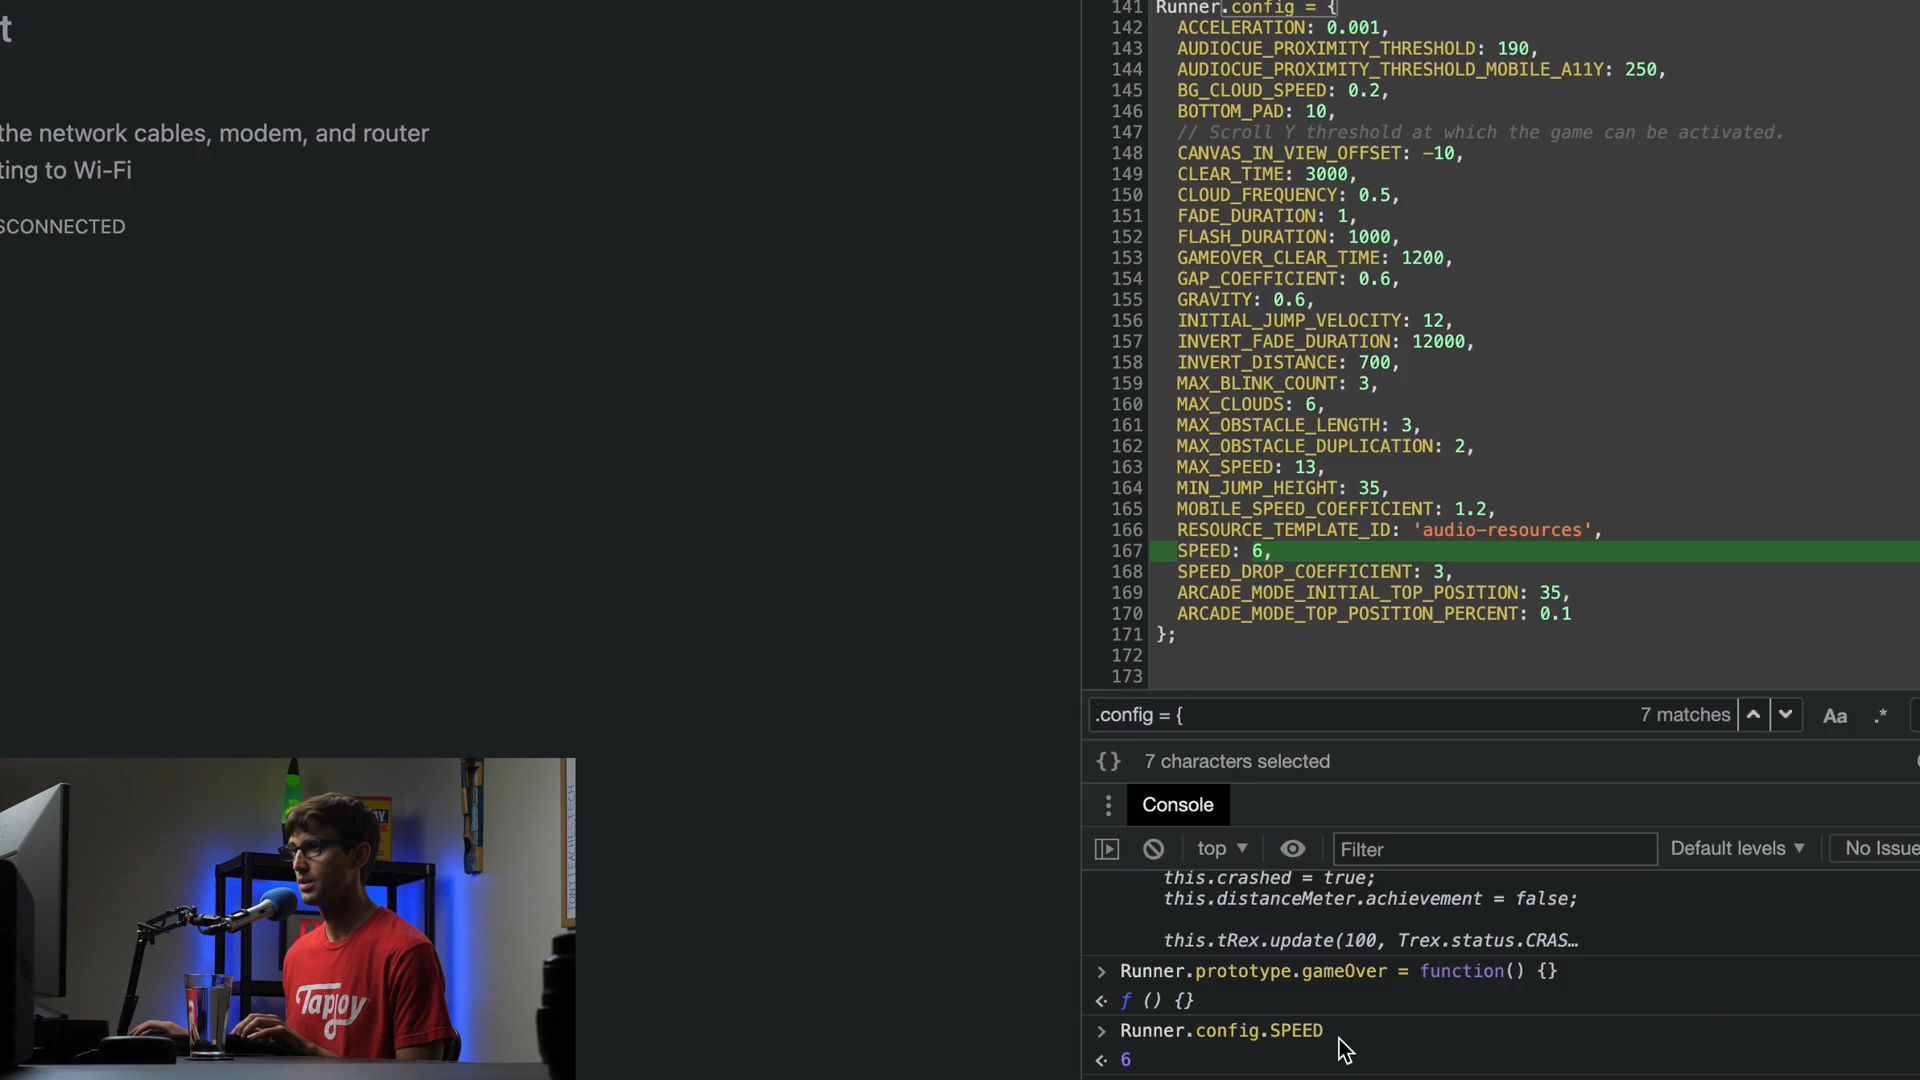 t
the network cables, modem, and router
ting to Wi-Fi
SCONNECTED
141 Runner.config = {
142 ACCELERATION: 0.001,
143 AUDIOCUE_PROXIMITY_THRESHOLD: 190,
144 AUDIOCUE_PROXIMITY_THRESHOLD_MOBILE_A11Y: 250,
145 BG_CLOUD_SPEED: 0.2,
146 BOTTOM_PAD: 10,
147 // Scroll Y threshold at which the game can be activated.
148 CANVAS_IN_VIEW_OFFSET: -10,
149 CLEAR_TIME: 3000,
150 CLOUD_FREQUENCY: 0.5,
151 FADE_DURATION: 1,
152 FLASH_DURATION: 1000,
153 GAMEOVER_CLEAR_TIME: 1200,
154 GAP_COEFFICIENT: 0.6,
155 GRAVITY: 0.6,
156 INITIAL_JUMP_VELOCITY: 12,
157 INVERT_FADE_DURATION: 12000,
158 INVERT_DISTANCE: 700,
159 MAX_BLINK_COUNT: 3,
160 MAX_CLOUDS: 6,
161 MAX_OBSTACLE_LENGTH: 3,
162 MAX_OBSTACLE_DUPLICATION: 2,
163 MAX_SPEED: 13,
164 MIN_JUMP_HEIGHT: 35,
165 MOBILE_SPEED_COEFFICIENT: 1.2,
166 RESOURCE_TEMPLATE_ID: 'audio-resources',
167 SPEED: 6,
168 SPEED_DROP_COEFFICIENT: 3,
169 ARCADE_MODE_INITIAL_TOP_POSITION: 35,
170 ARCADE_MODE_TOP_POSITION_PERCENT: 0.1
171 };
172
173
.config = { 7 matches Aa .*
{} 7 characters selected
Console
top Filter Default levels No Issue
this.crashed = true;
this.distanceMeter.achievement = false;
this.tRex.update(100, Trex.status.CRAS…
> Runner.prototype.gameOver = function() {}
f () {}
> Runner.config.SPEED
6
Tapjoy
TONYTEACHES.TECH